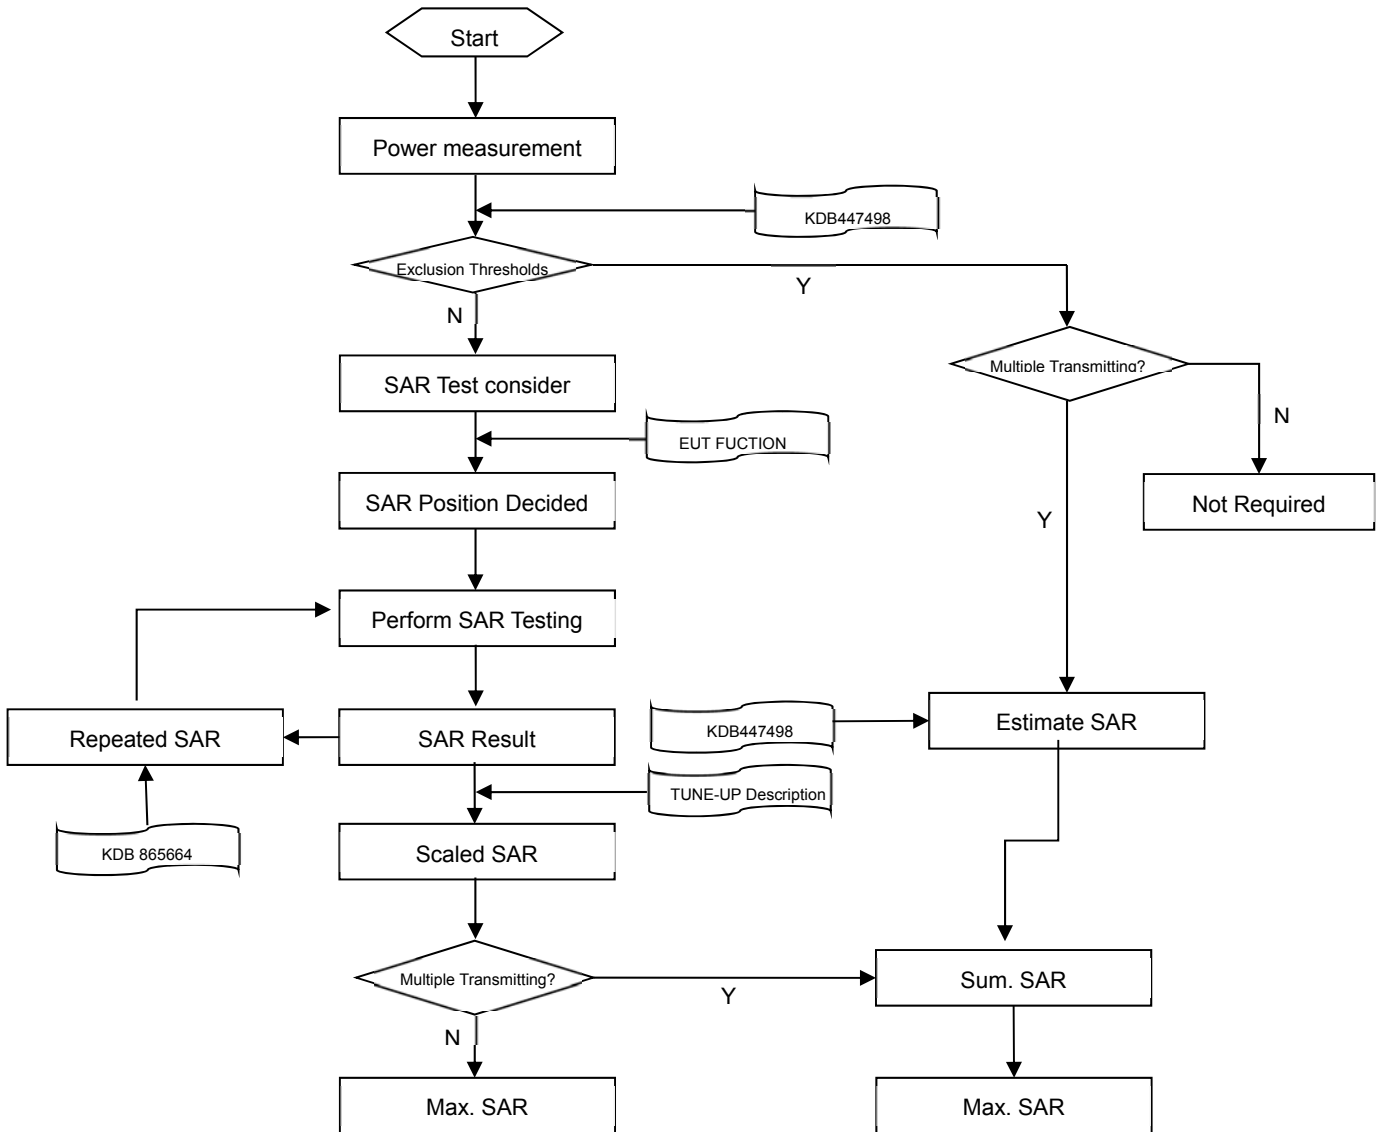 Start
Power measurement
KDB447498
Exclusion Thresholds
Y
N
Multiple Transmitting?
SAR Test consider
N
EUT FUCTION
SAR Position Decided
Not Required
Y
Perform SAR Testing
Repeated SAR
SAR Result
KDB447498
Estimate SAR
TUNE-UP Description
KDB 865664
Scaled SAR
Multiple Transmitting?
Y
Sum. SAR
N
Max. SAR
Max. SAR